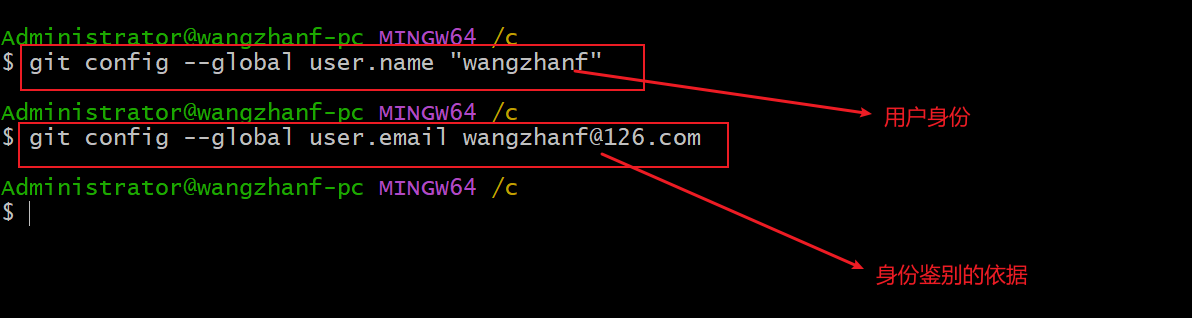 Administrator@wangzhanf-pc MINGW64 /c
$ git config --global user.name "wangzhanf"
用户身份
Administrator@wangzhanf-pc MINGW64 /c
$ git config --global user.email wangzhanf@126.com
Administrator@wangzhanf-pc MINGW64 /c
$
身份鉴别的依据